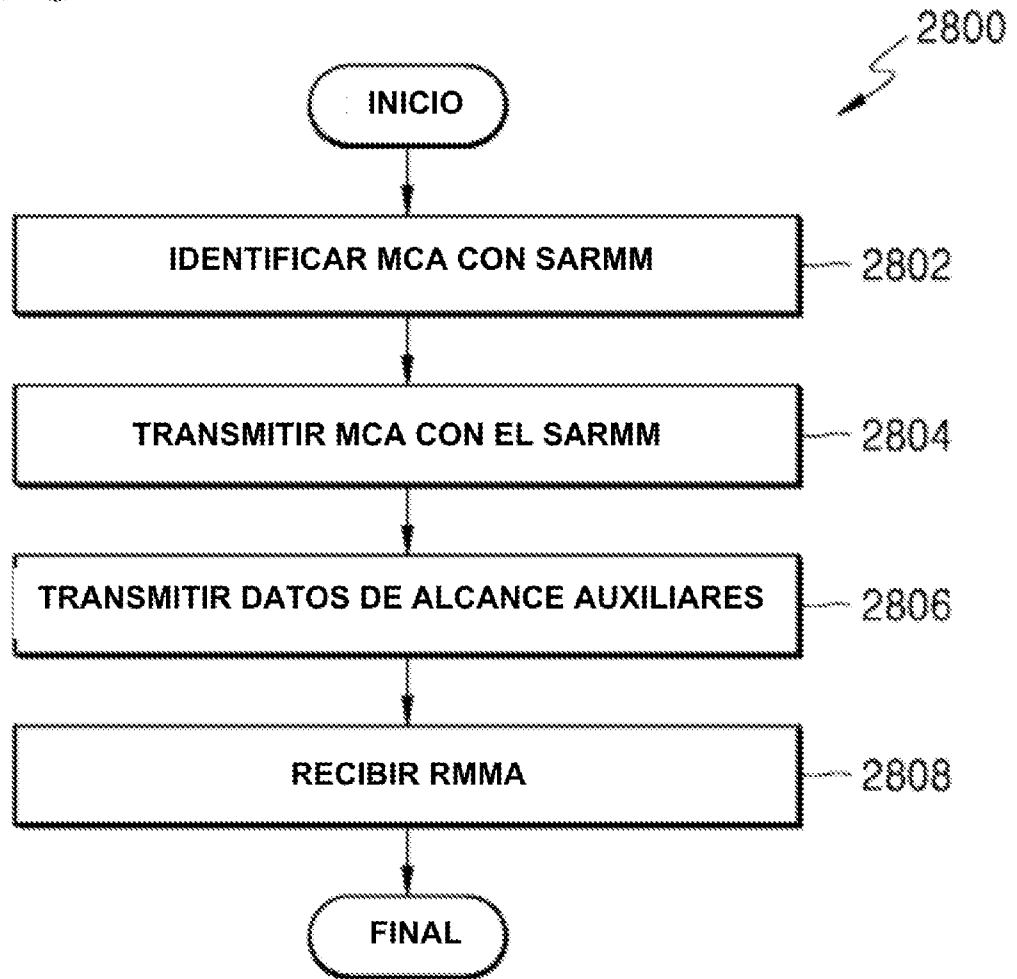 2800
INICIO
IDENTIFICAR MCA CON SARMM
2802
TRANSMITIR MCA CON EL SARMM
2804
TRANSMITIR DATOS DE ALCANCE AUXILIARES
2806
RECIBIR RMMA
2808
FINAL